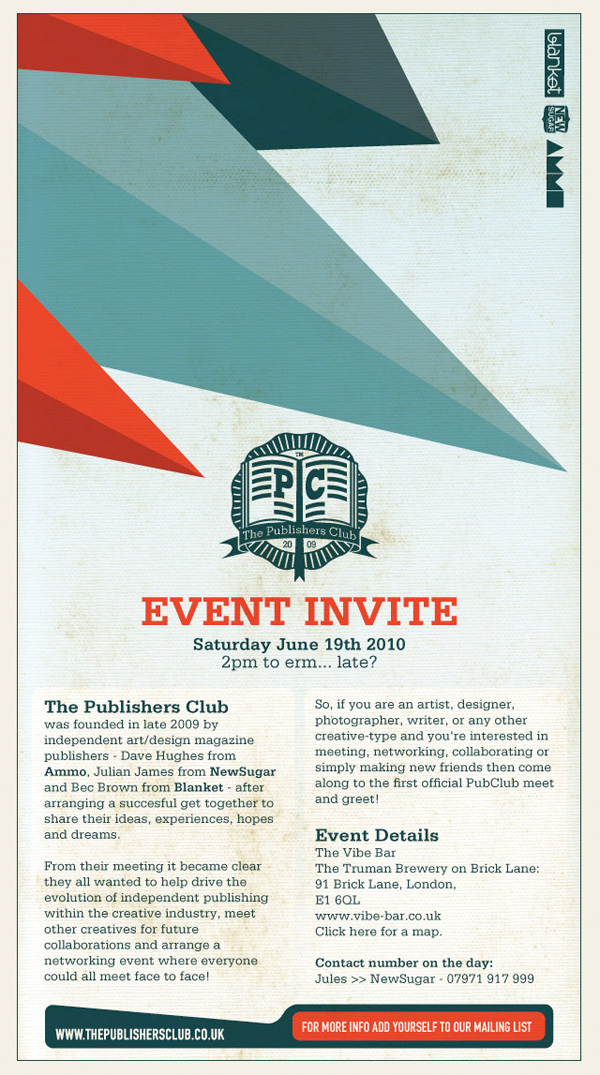 blanket
NEW
SUGAR
AMMO
TM
P C
The Publishers Club
20 09
EVENT INVITE
Saturday June 19th 2010
2pm to erm... late?
The Publishers Club
was founded in late 2009 by
independent art/design magazine
publishers - Dave Hughes from
Ammo, Julian James from NewSugar
and Bec Brown from Blanket - after
arranging a succesful get together to
share their ideas, experiences, hopes
and dreams.
From their meeting it became clear
they all wanted to help drive the
evolution of independent publishing
within the creative industry, meet
other creatives for future
collaborations and arrange a
networking event where everyone
could all meet face to face!
So, if you are an artist, designer,
photographer, writer, or any other
creative-type and you're interested in
meeting, networking, collaborating or
simply making new friends then come
along to the first official PubClub meet
and greet!
Event Details
The Vibe Bar
The Truman Brewery on Brick Lane:
91 Brick Lane, London,
E1 6QL
www.vibe-bar.co.uk
Click here for a map.
Contact number on the day:
Jules >> NewSugar - 07971 917 999
WWW.THEPUBLISHERSCLUB.CO.UK
FOR MORE INFO ADD YOURSELF TO OUR MAILING LIST